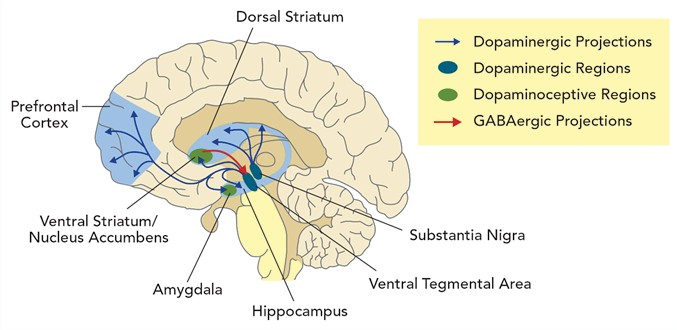 Dorsal Striatum
Prefrontal
Cortex
Ventral Striatum/
Nucleus Accumbens
Amygdala
Hippocampus
Ventral Tegmental Area
Substantia Nigra
Dopaminergic Projections
Dopaminergic Regions
Dopaminoceptive Regions
GABAergic Projections